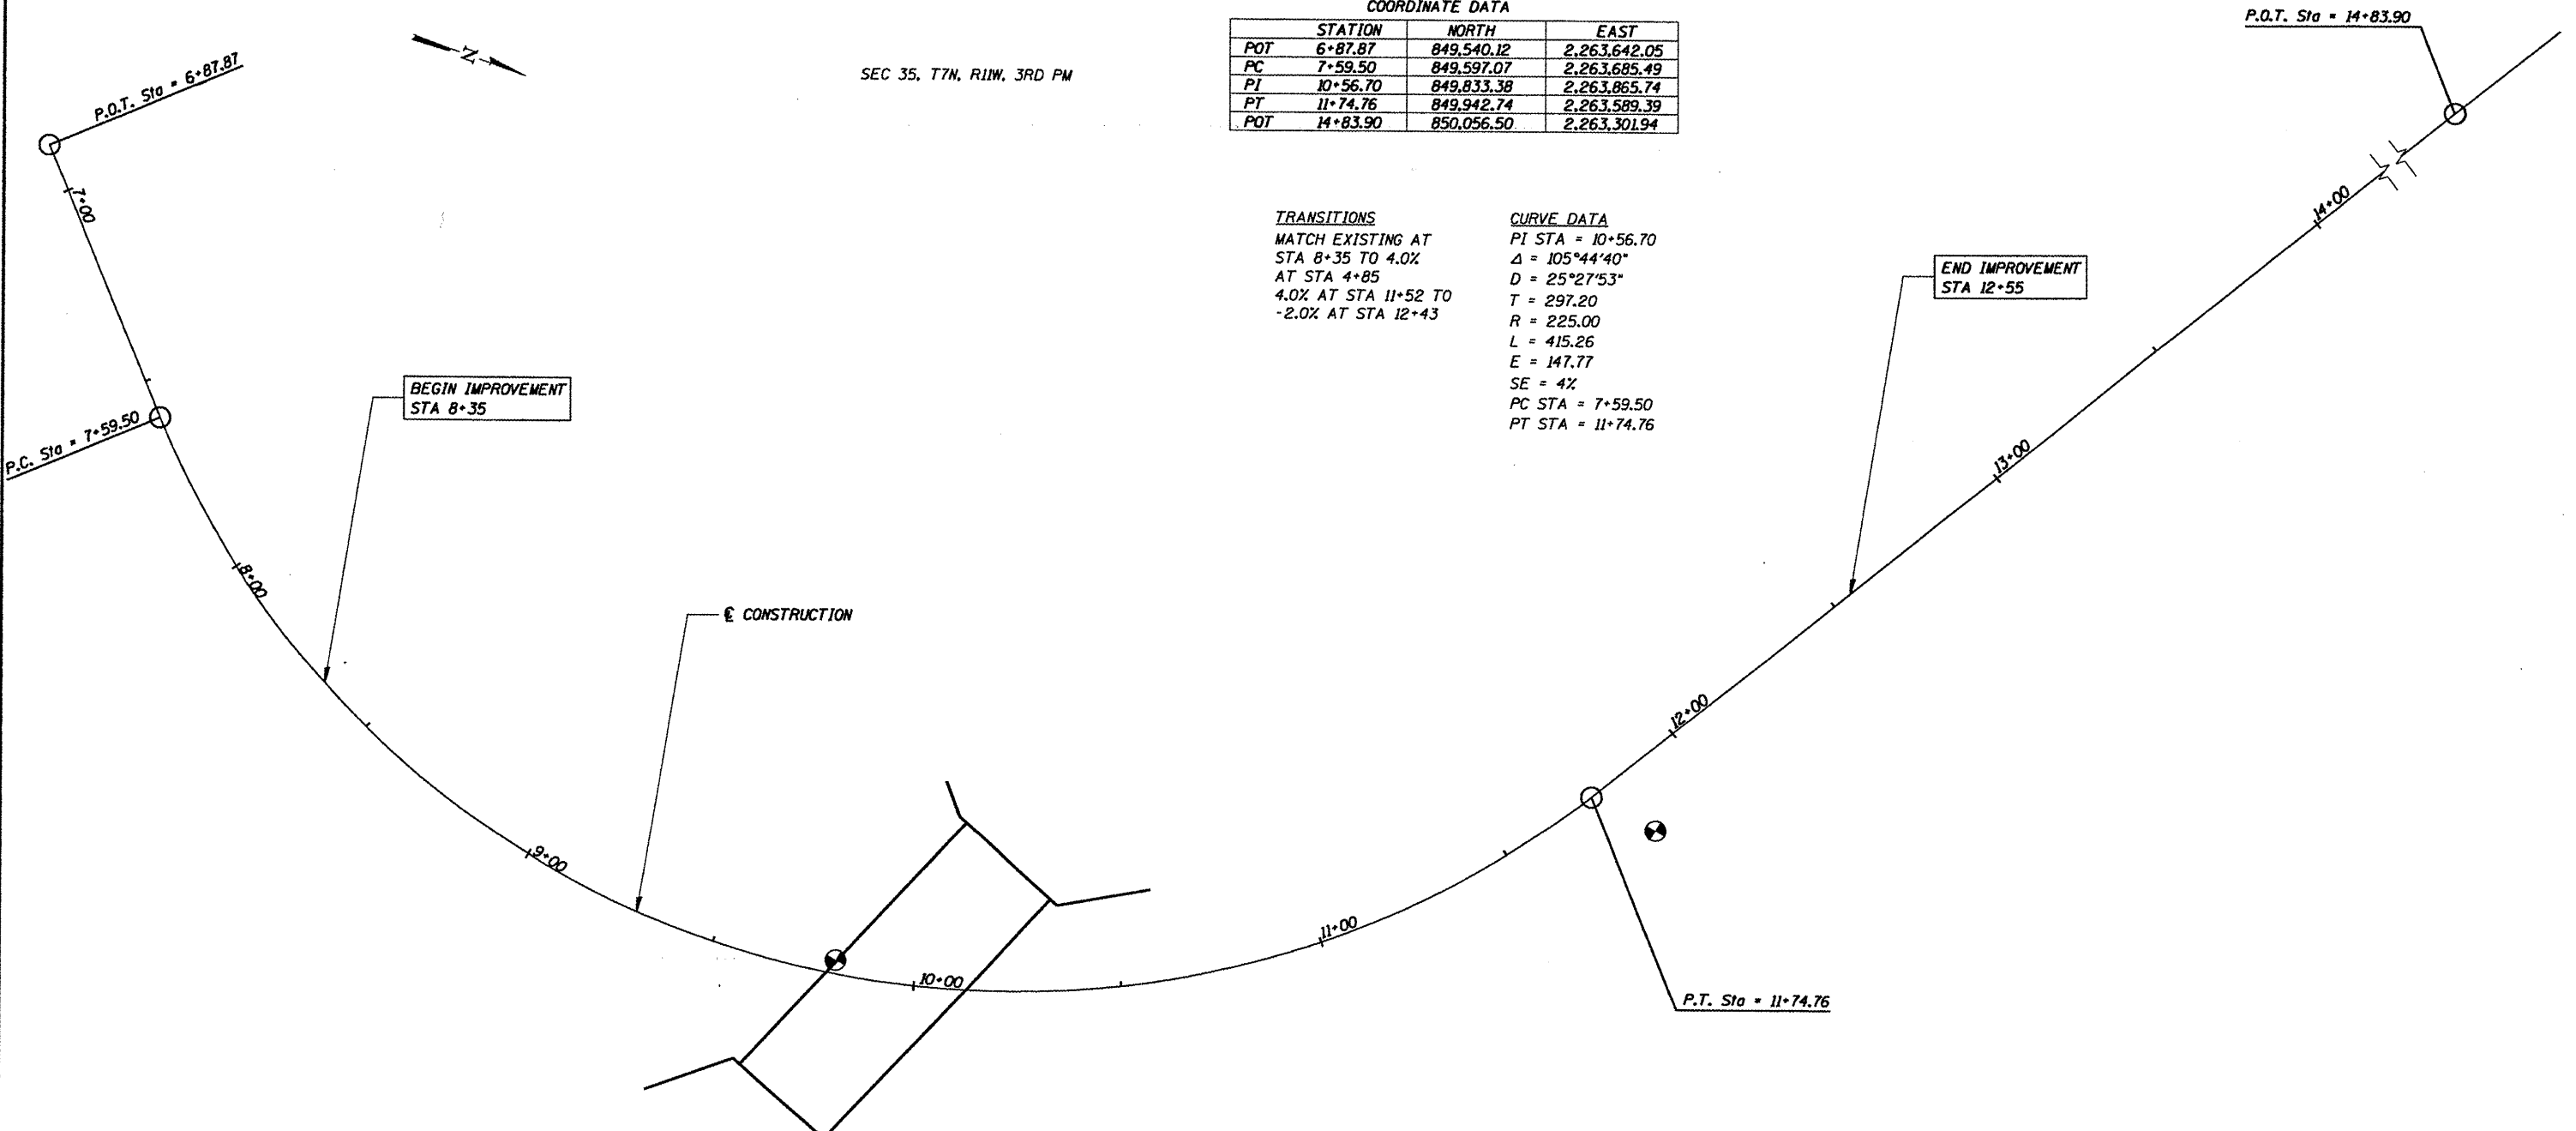 COORDINATE DATA
STATION NORTH EAST
POT 6+87.87 849,540.12 2,263,642.05
PC 7+59.50 849,597.07 2,263,685.49
PI 10+56.70 849,833.38 2,263,865.74
PT 11+74.76 849,942.74 2,263,589.39
POT 14+83.90 850,056.50 2,263,301.94
P.O.T. Sta = 14+83.90
P.O.T. Sta = 6+87.87
N
SEC 35, T7N, R11W, 3RD PM
7+00
14+00
TRANSITIONS
MATCH EXISTING AT
STA 8+35 TO 4.0%
AT STA 4+85
4.0% AT STA 11+52 TO
-2.0% AT STA 12+43
CURVE DATA
PI STA = 10+56.70
Δ = 105°44'40"
D = 25°27'53"
T = 297.20
R = 225.00
L = 415.26
E = 147.77
SE = 4%
PC STA = 7+59.50
PT STA = 11+74.76
END IMPROVEMENT
STA 12+55
BEGIN IMPROVEMENT
STA 8+35
P.C. Sta = 7+59.50
13+00
8+00
℄ CONSTRUCTION
12+00
9+00
11+00
10+00
P.T. Sta = 11+74.76